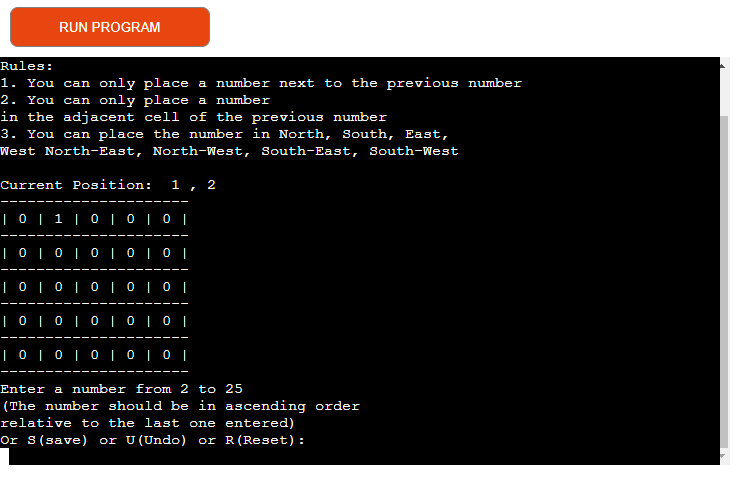 RUN PROGRAM
Rules:
1. You can only place a number next to the previous number
2. You can only place a number
in the adjacent cell of the previous number
3. You can place the number in North, South, East,
West North-East, North-West, South-East, South-West
Current Position:  1 , 2
---------------------
| 0 | 1 | 0 | 0 | 0 |
---------------------
| 0 | 0 | 0 | 0 | 0 |
---------------------
| 0 | 0 | 0 | 0 | 0 |
---------------------
| 0 | 0 | 0 | 0 | 0 |
---------------------
| 0 | 0 | 0 | 0 | 0 |
---------------------
Enter a number from 2 to 25
(The number should be in ascending order
relative to the last one entered)
Or S(save) or U(Undo) or R(Reset):